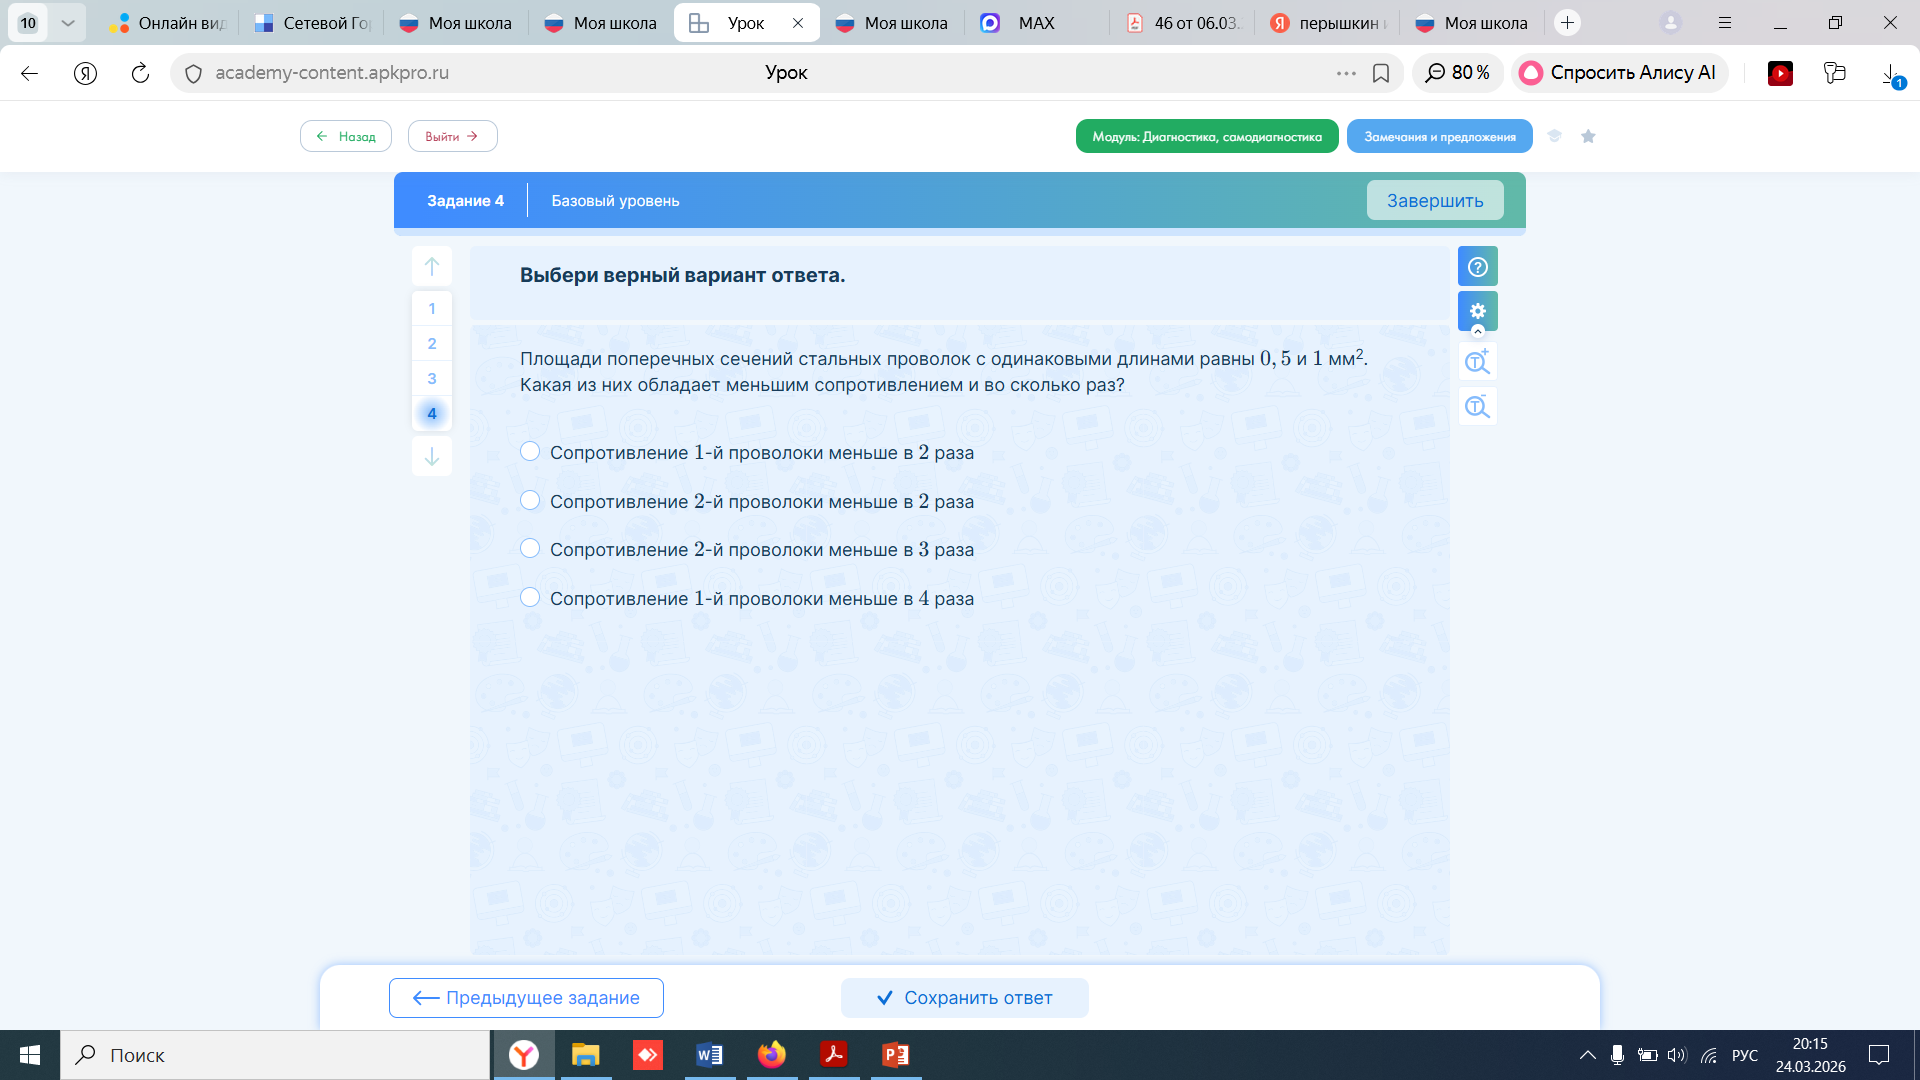 10
Онлайн вид
Сетевой Го
Моя школа
Моя школа
Урок
Моя школа
MAX
46 от 06.03.
перышкин и
Моя школа
academy-content.apkpro.ru
Урок
80 %
Спросить Алису AI
1
Назад
Выйти
Модуль: Диагностика, самодиагностика
Замечания и предложения
Задание 4
Базовый уровень
Завершить
1
2
3
4
Выбери верный вариант ответа.
Площади поперечных сечений стальных проволок с одинаковыми длинами равны 0, 5 и 1 мм².
Какая из них обладает меньшим сопротивлением и во сколько раз?
Сопротивление 1-й проволоки меньше в 2 раза
Сопротивление 2-й проволоки меньше в 2 раза
Сопротивление 2-й проволоки меньше в 3 раза
Сопротивление 1-й проволоки меньше в 4 раза
Предыдущее задание
Сохранить ответ
Поиск
РУС
20:15
24.03.2026